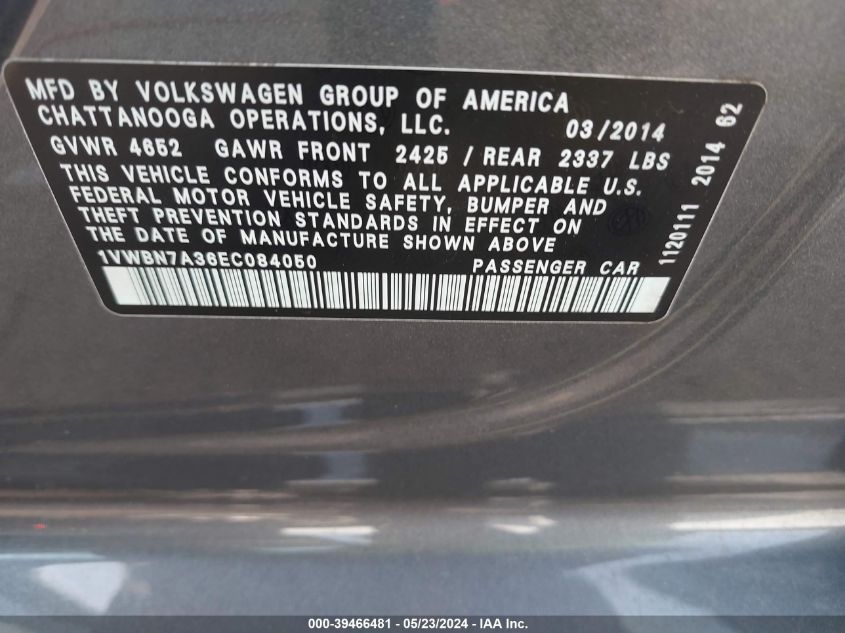 MFD BY VOLKSWAGEN GROUP OF AMERICA
CHATTANOOGA OPERATIONS, LLC. 03/2014
GVWR 4652 GAWR FRONT 2425 / REAR 2337 LBS
THIS VEHICLE CONFORMS TO ALL APPLICABLE U.S.
FEDERAL MOTOR VEHICLE SAFETY, BUMPER AND
THEFT PREVENTION STANDARDS IN EFFECT ON
THE DATE OF MANUFACTURE SHOWN ABOVE
1VWBN7A36EC084050 PASSENGER CAR
1120111 2014 62
000-39466481 - 05/23/2024 - IAA Inc.